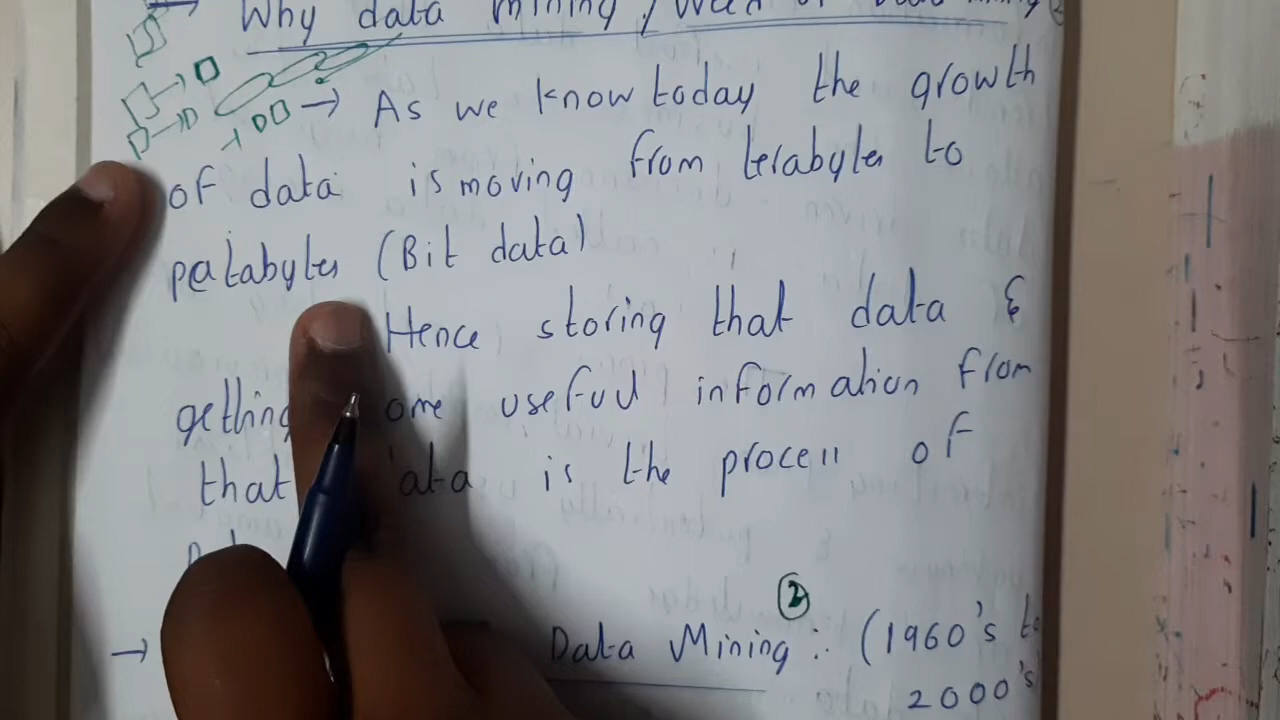 Why data mining /
→ As we know today the growth
of data is moving from terabytes to
petabytes (Bit data)
Hence storing that data &
getting ome useful information from
that ata is the process of
→ Data Mining : (1960's to
2000's
2